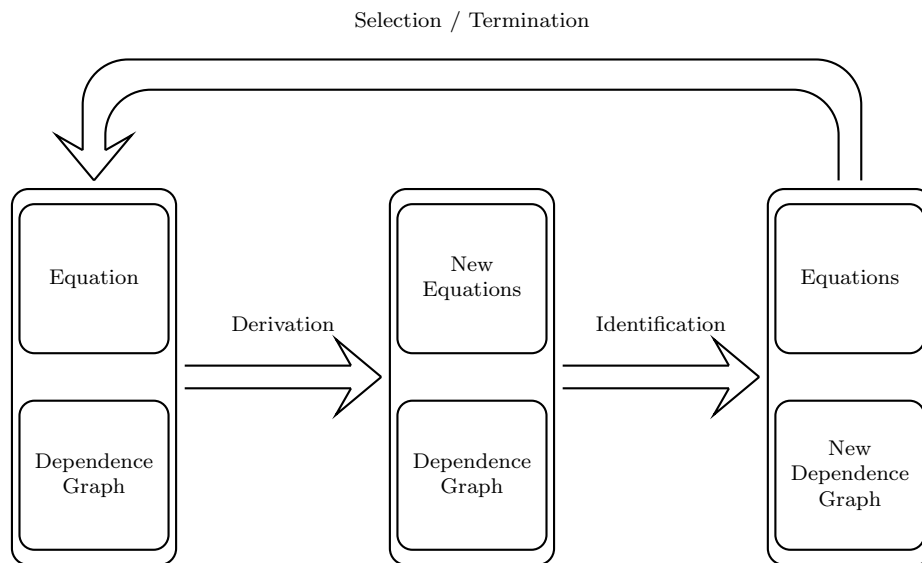 Selection / Termination
Equation
Dependence
Graph
Derivation
New
Equations
Dependence
Graph
Identification
Equations
New
Dependence
Graph